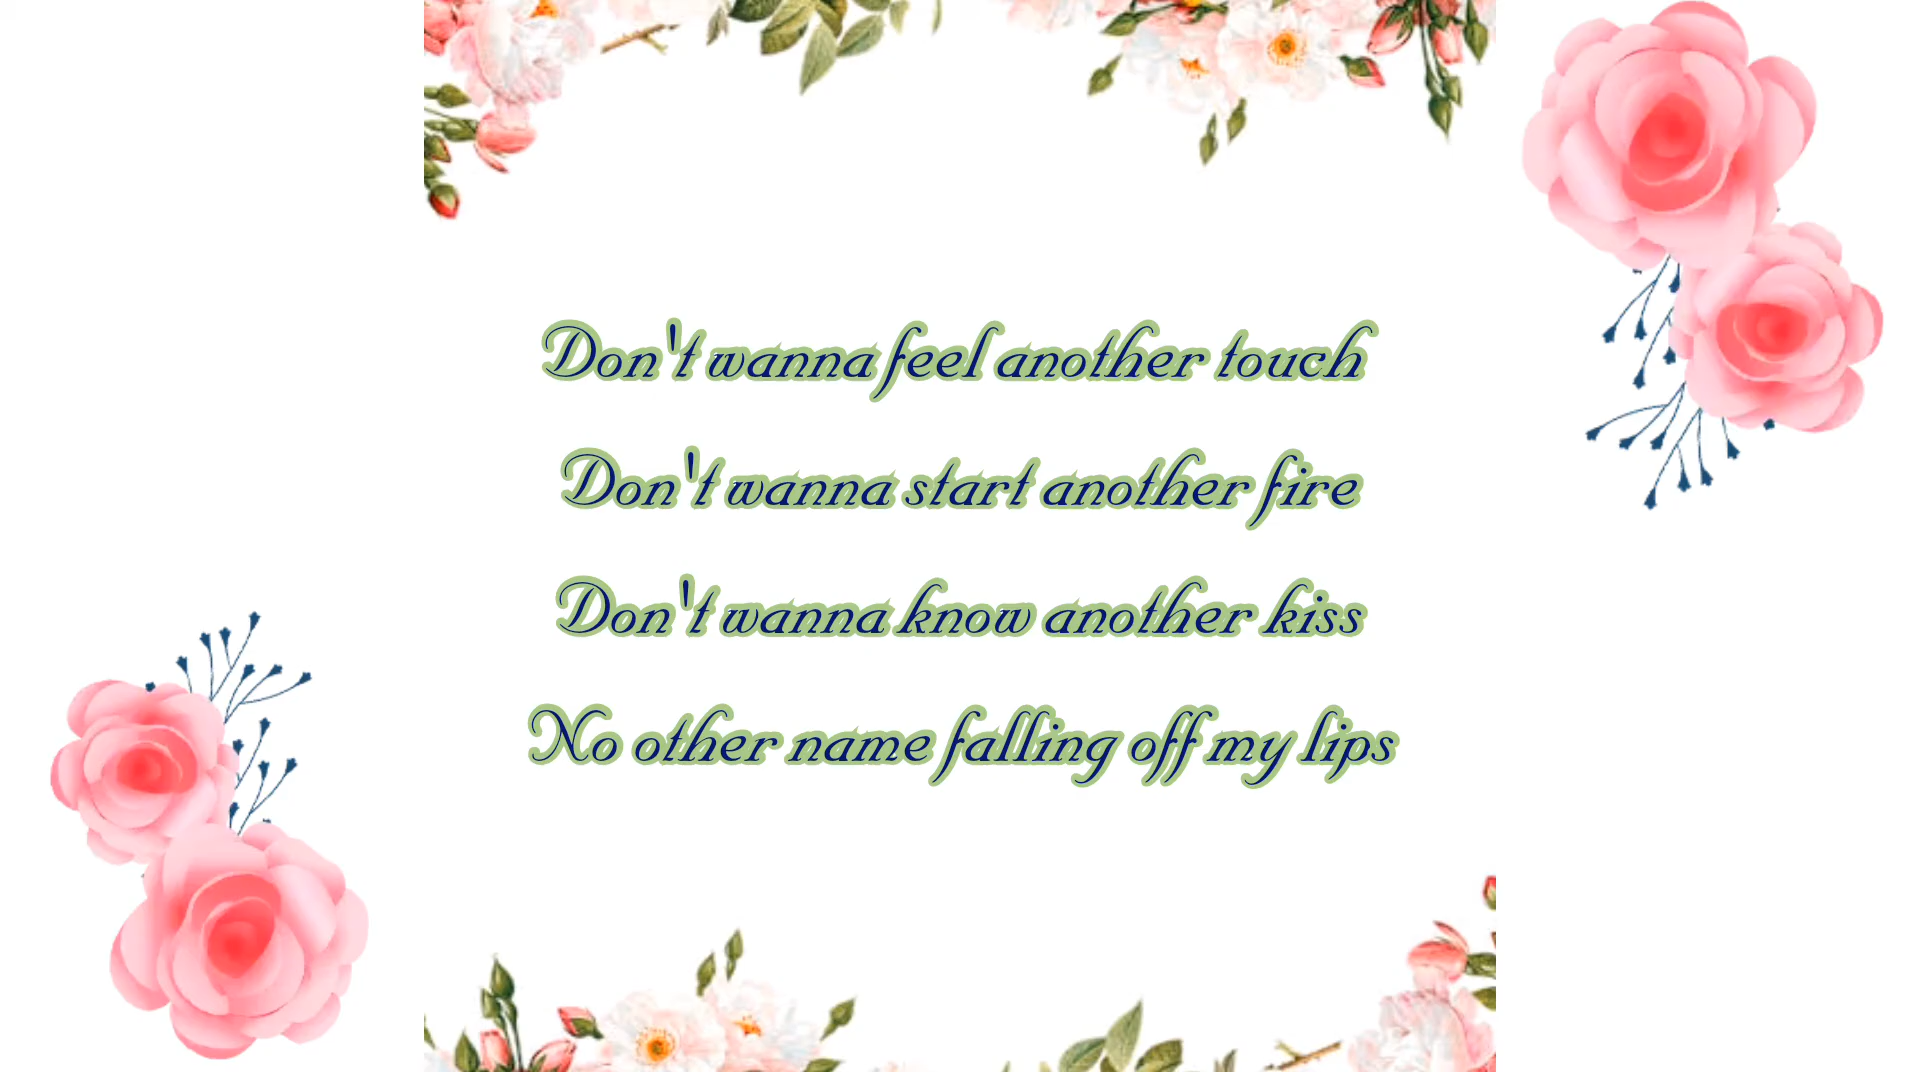 Don't wanna feel another touch
Don't wanna start another fire
Don't wanna know another kiss
No other name falling off my lips